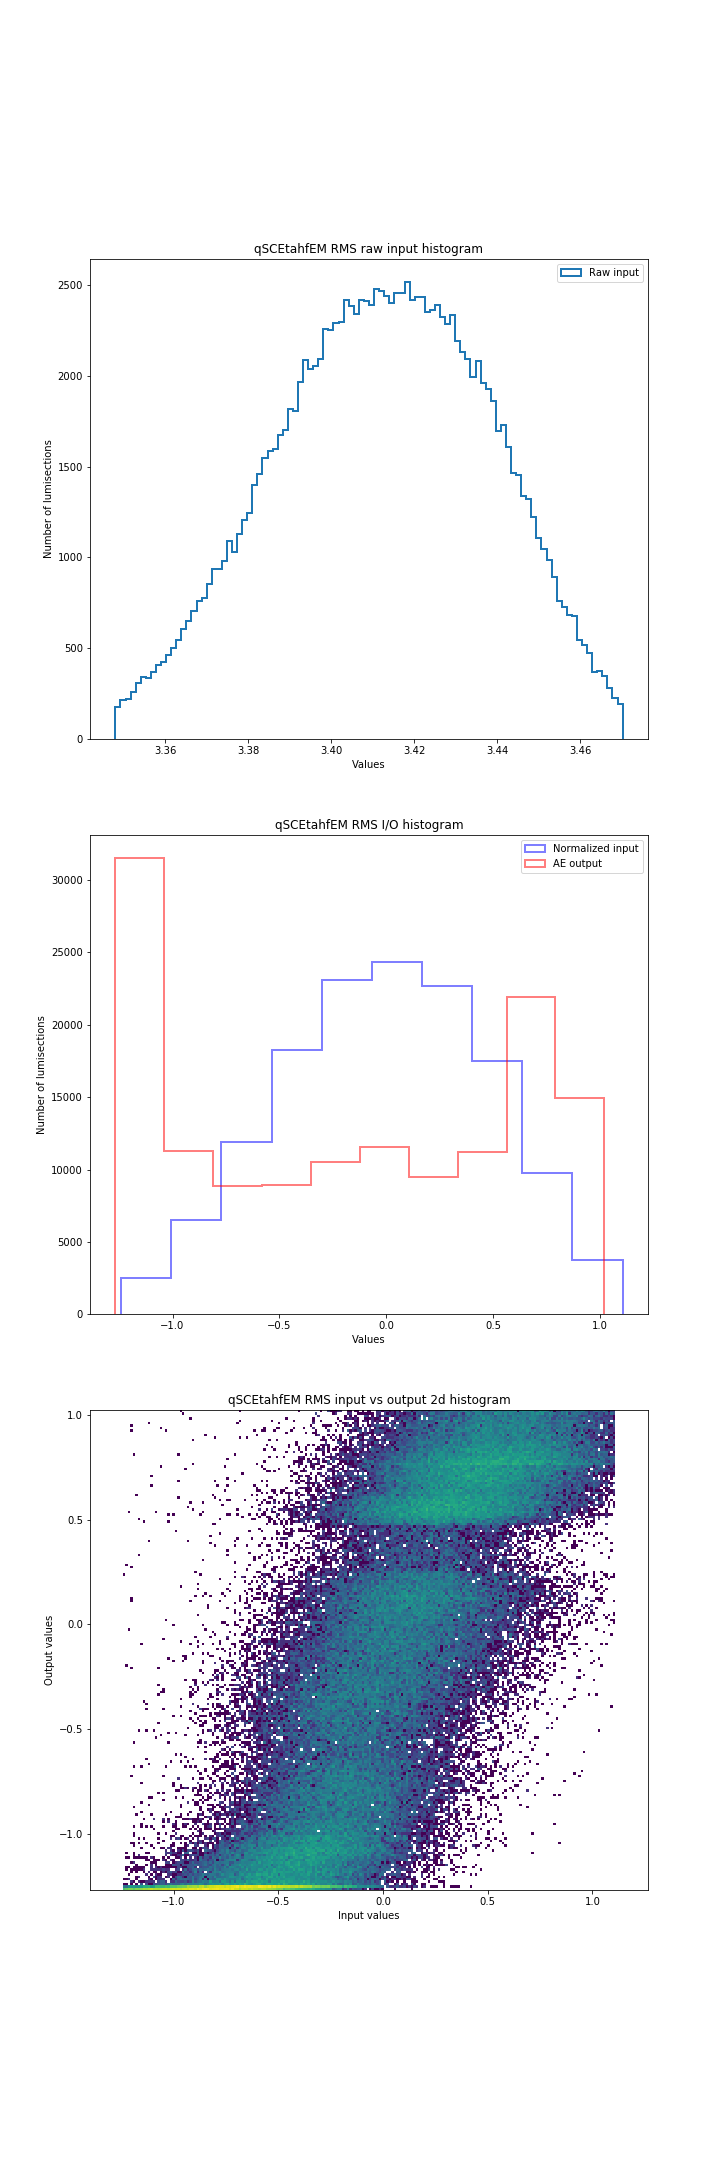 qSCEtahfEM RMS raw input histogram
Raw input
2500
2000
1500
1000
500
0
Number of lumisections
3.36 3.38 3.40 3.42 3.44 3.46
Values
qSCEtahfEM RMS I/O histogram
Normalized input
AE output
30000
25000
20000
15000
10000
5000
0
Number of lumisections
−1.0 −0.5 0.0 0.5 1.0
Values
qSCEtahfEM RMS input vs output 2d histogram
1.0
0.5
0.0
−0.5
−1.0
Output values
−1.0 −0.5 0.0 0.5 1.0
Input values